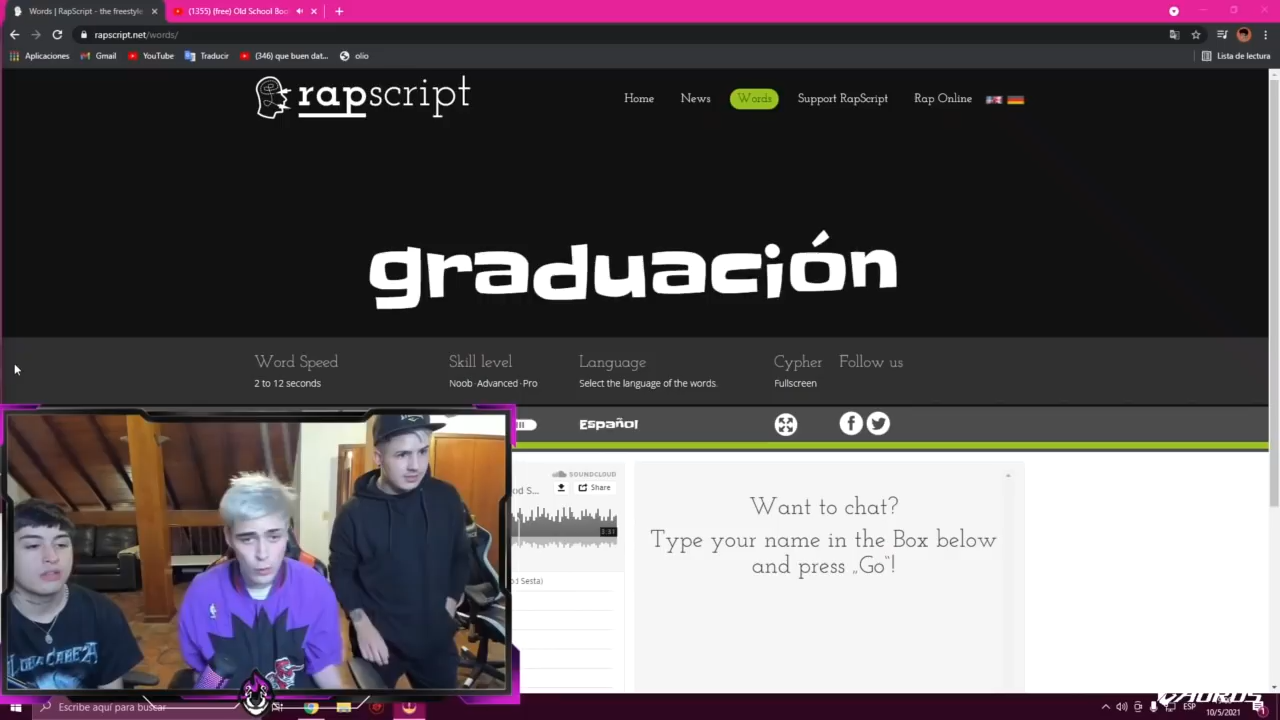 Words | RapScript - the freestyle
(1355) (free) Old School Boo
rapscript.net/words/
Aplicaciones
Gmail
YouTube
Traducir
(346) que buen dat...
olio
Lista de lectura
rapscript
Home
News
Words
Support RapScript
Rap Online
graduación
Word Speed
Skill level
Language
Cypher
Follow us
2 to 12 seconds
Noob · Advanced · Pro
Select the language of the words.
Fullscreen
Español
SOUNDCLOUD
Share
3:31
Want to chat?
Type your name in the Box below
and press „Go“!
Escribe aquí para buscar
ESP
10/5/2021